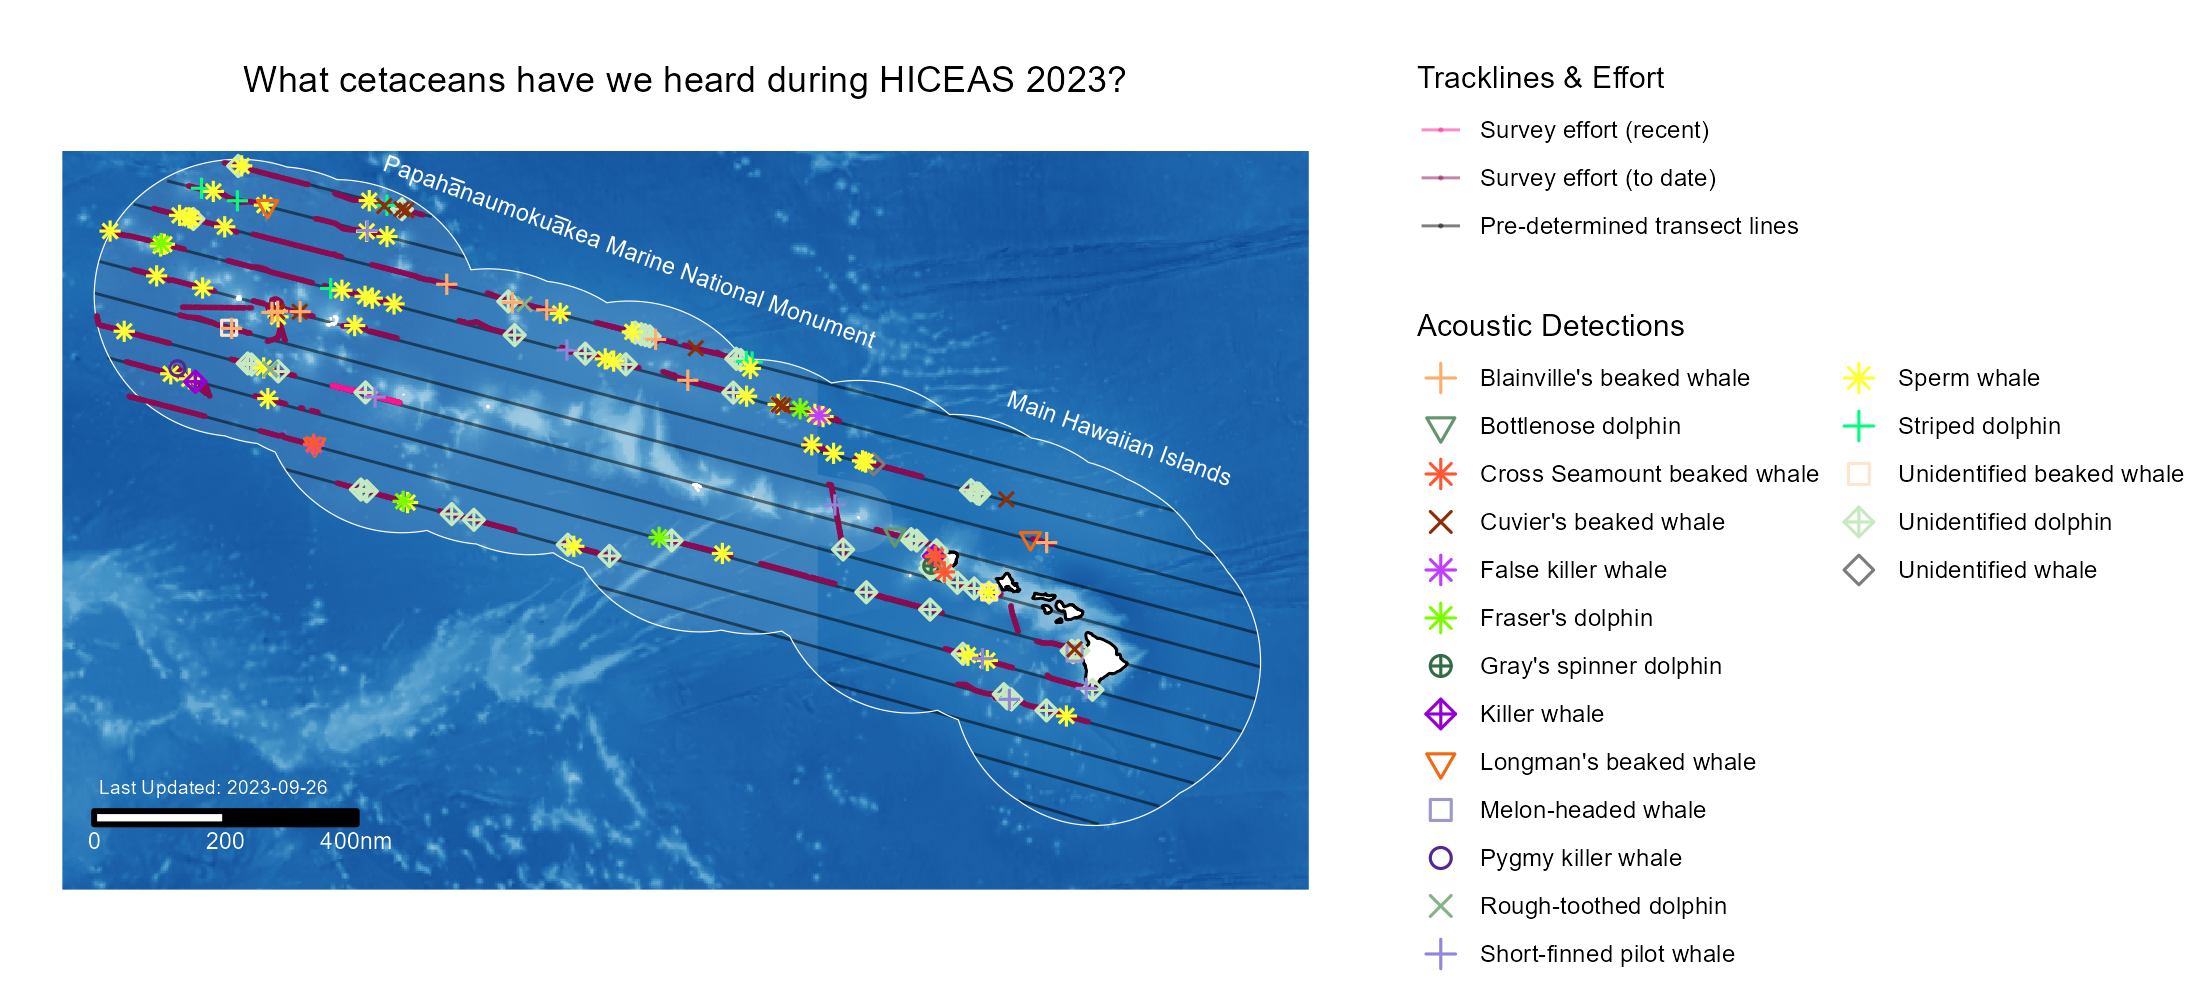 What cetaceans have we heard during HICEAS 2023?
Papahānaumokuākea Marine National Monument
Main Hawaiian Islands
Last Updated: 2023-09-26
0 200 400nm
Tracklines & Effort
Survey effort (recent)
Survey effort (to date)
Pre-determined transect lines
Acoustic Detections
Blainville's beaked whale
Bottlenose dolphin
Cross Seamount beaked whale
Cuvier's beaked whale
False killer whale
Fraser's dolphin
Gray's spinner dolphin
Killer whale
Longman's beaked whale
Melon-headed whale
Pygmy killer whale
Rough-toothed dolphin
Short-finned pilot whale
Sperm whale
Striped dolphin
Unidentified beaked whale
Unidentified dolphin
Unidentified whale